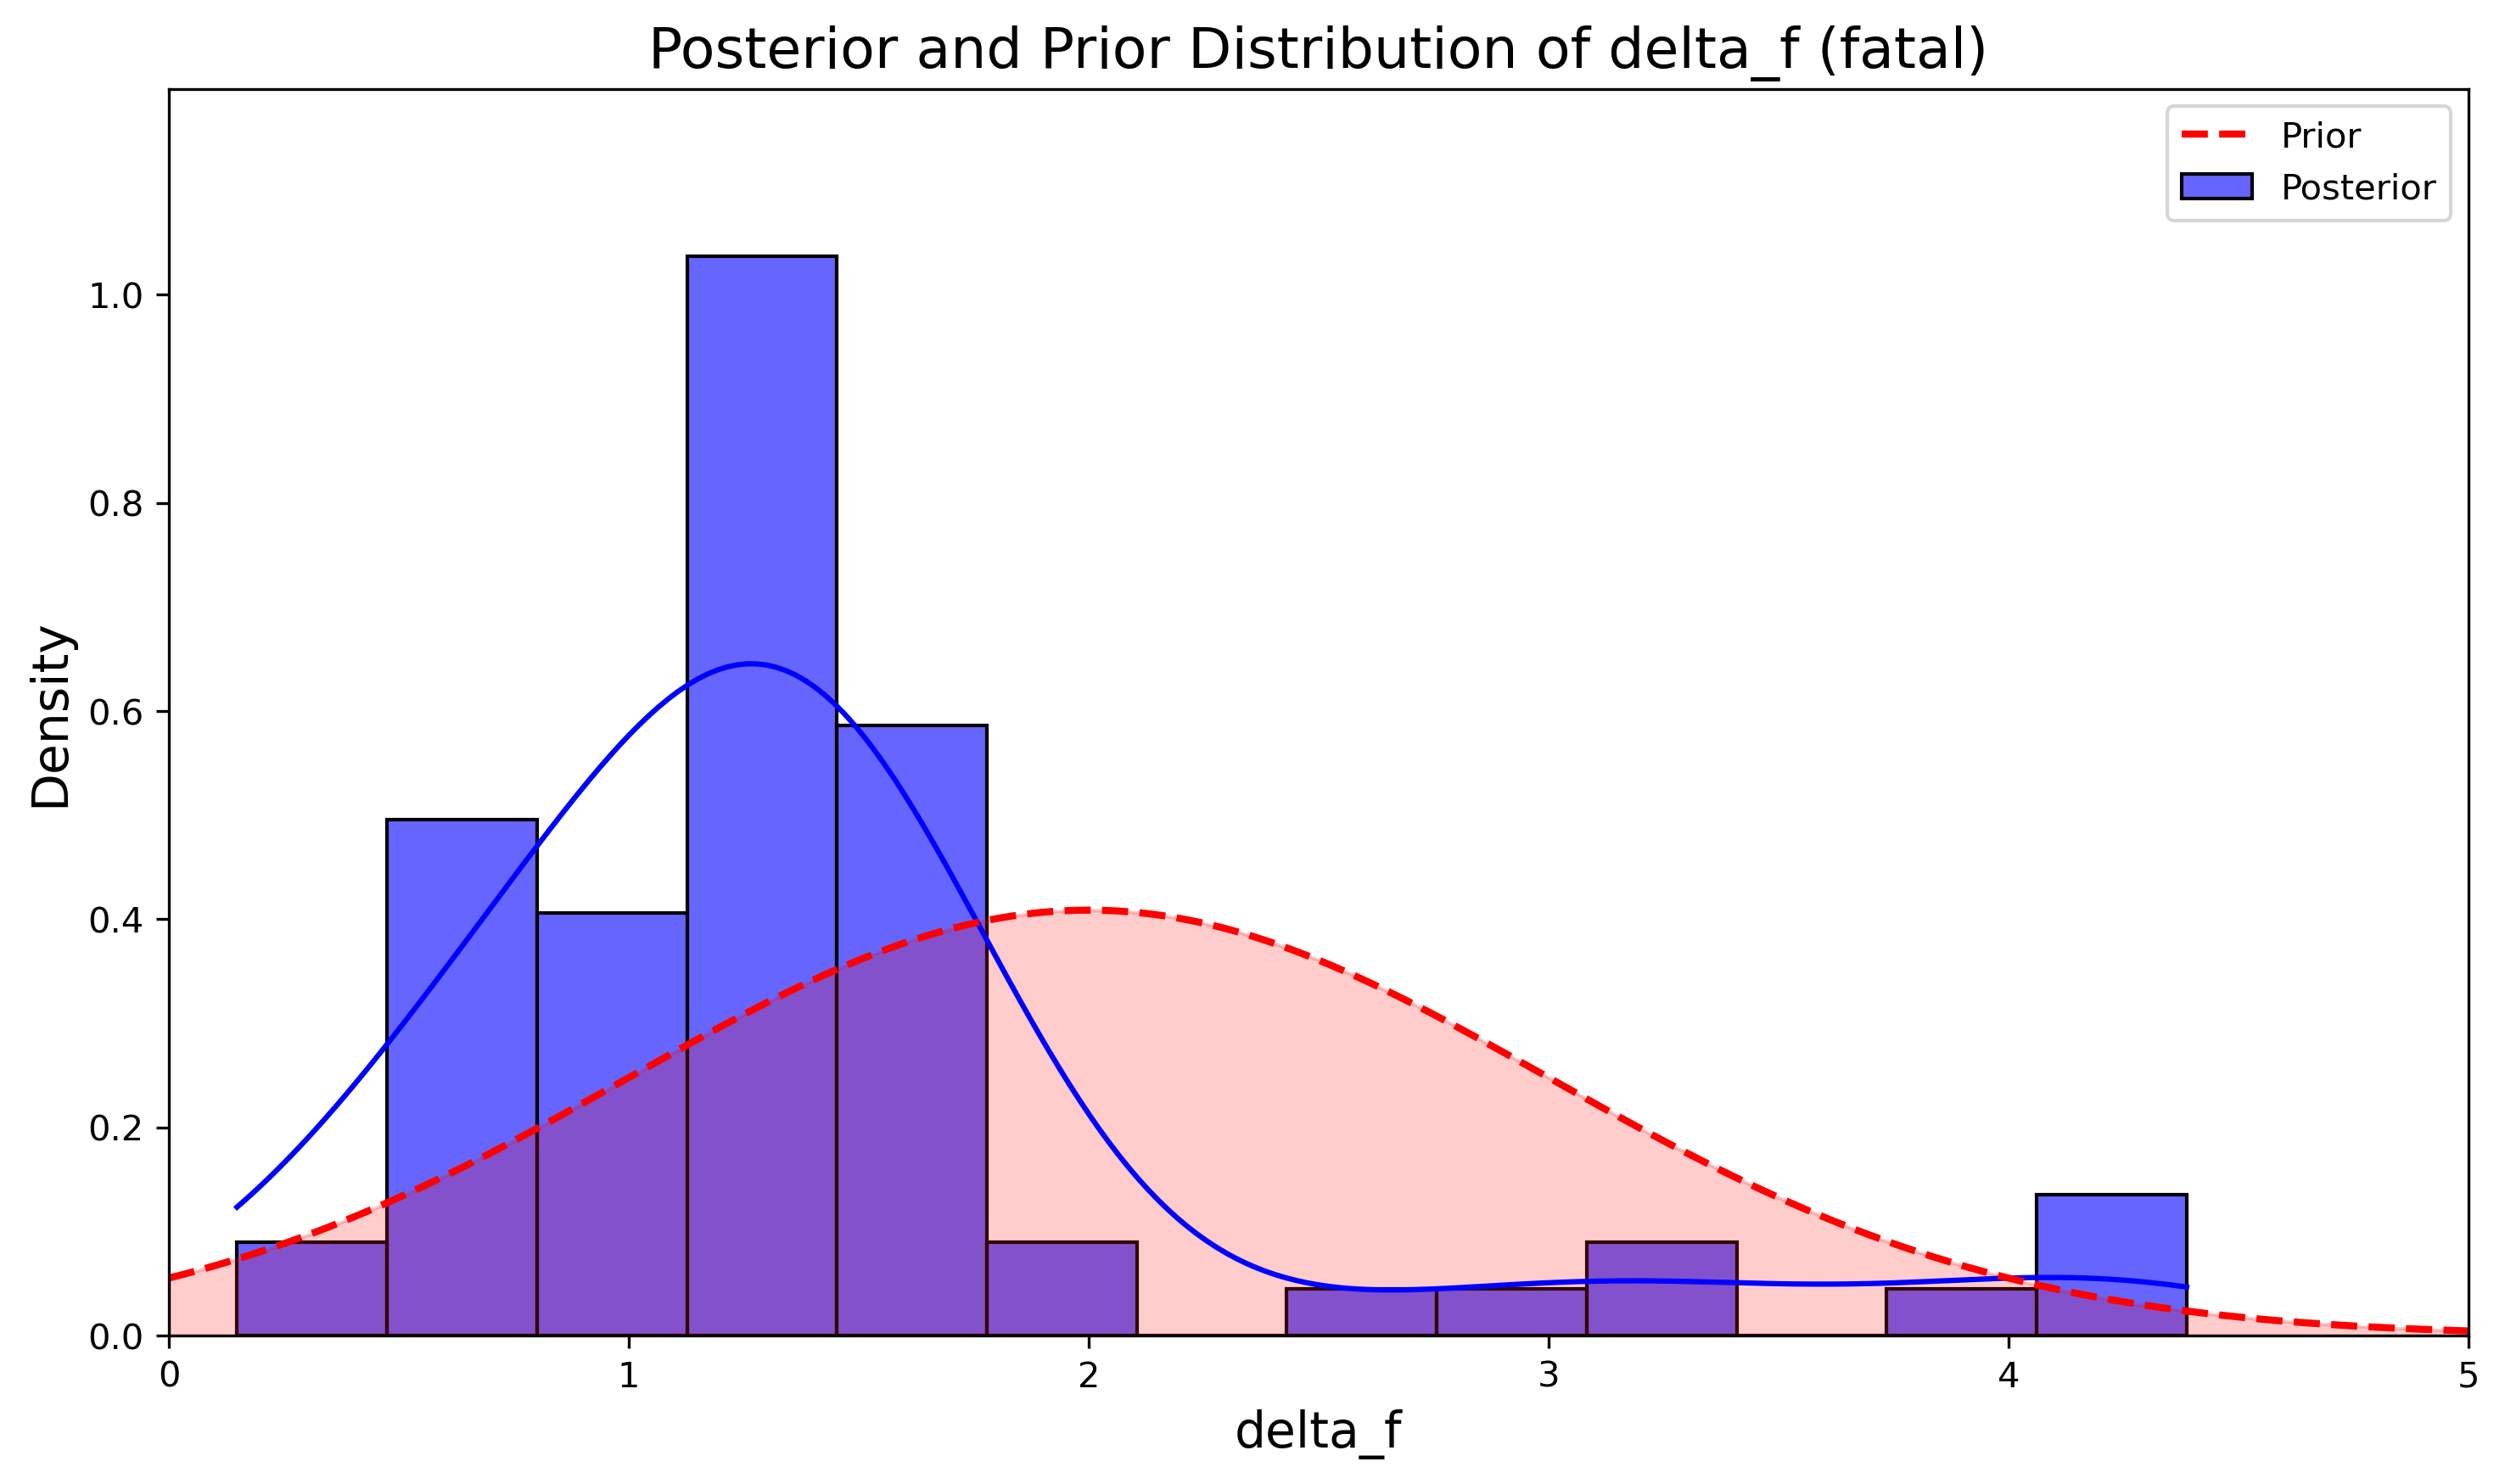 Posterior and Prior Distribution of delta_f (fatal)
Prior
Posterior
Density
1.0
0.8
0.6
0.4
0.2
0.0
0 1 2 3 4 5
delta_f